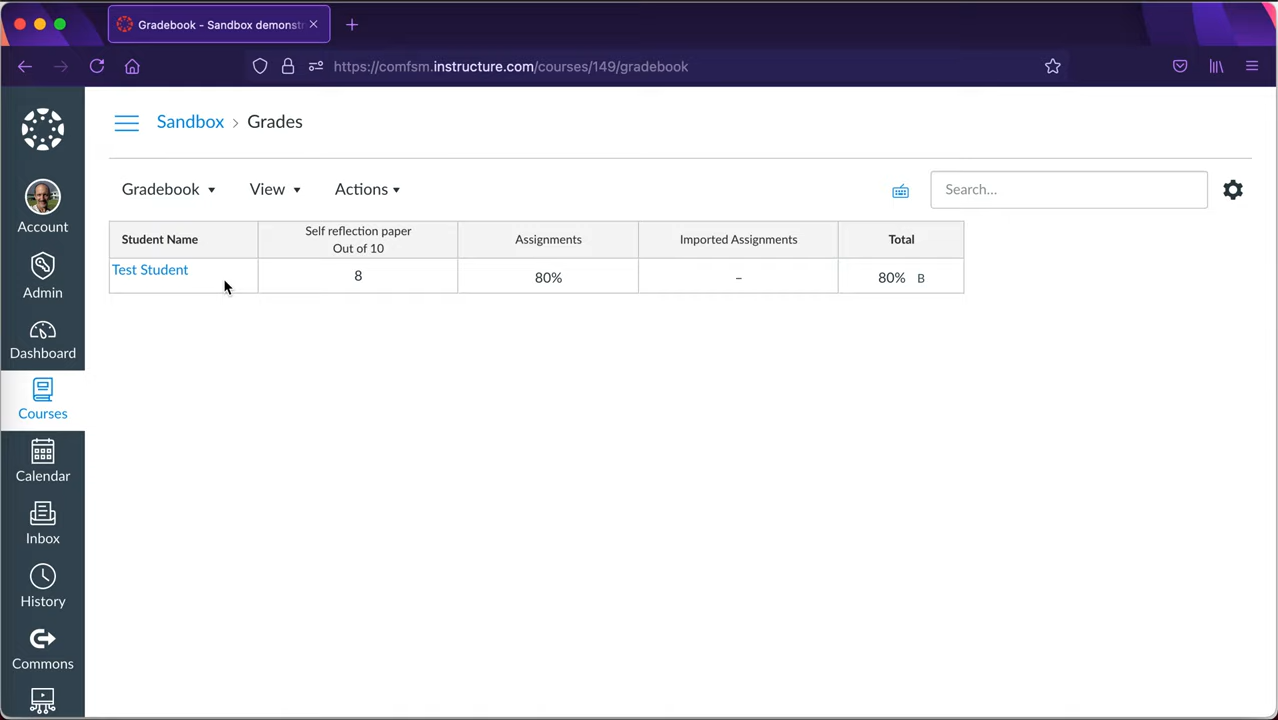 Gradebook - Sandbox demonst
https://comfsm.instructure.com/courses/149/gradebook
Sandbox > Grades
Account
Admin
Dashboard
Courses
Calendar
Inbox
History
Commons
Gradebook View Actions
Search...
Student Name
Self reflection paper
Out of 10
Assignments
Imported Assignments
Total
Test Student 8 80% – 80% B